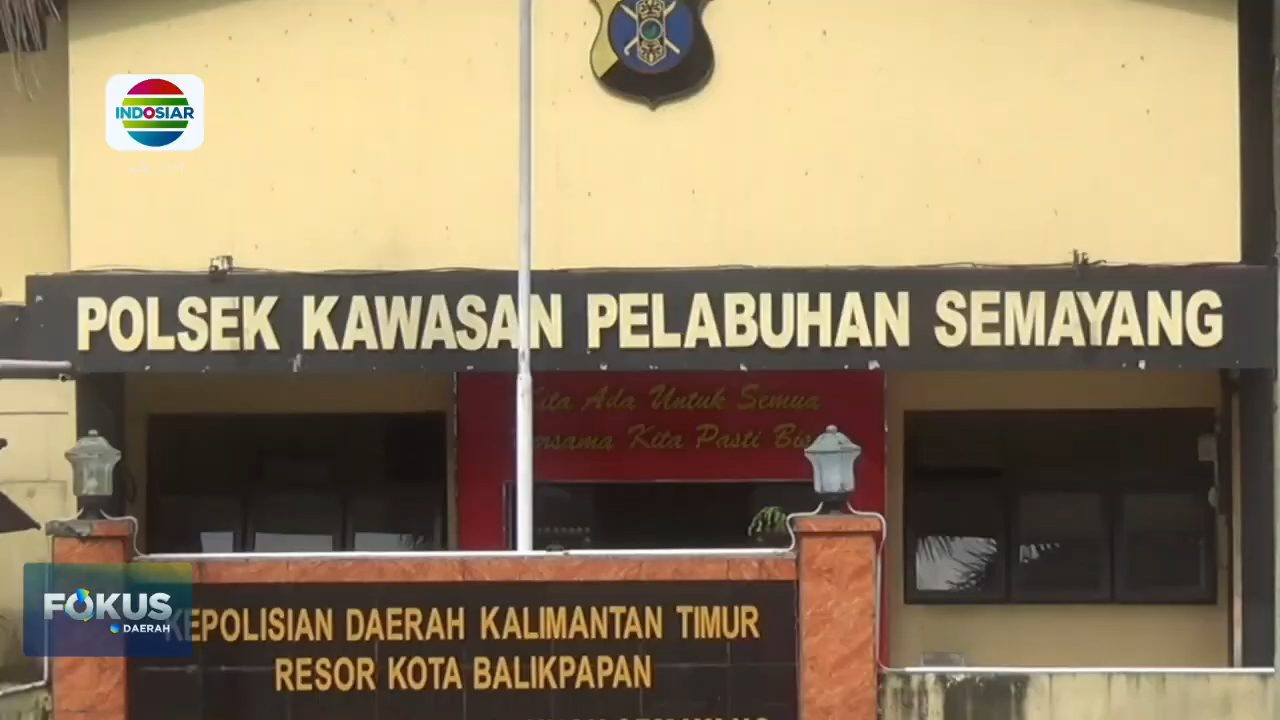 INDOSIAR
POLSEK KAWASAN PELABUHAN SEMAYANG
Kita Ada Untuk Semua
Bersama Kita Pasti
FOKUS
DAERAH
KEPOLISIAN DAERAH KALIMANTAN TIMUR
RESOR KOTA BALIKPAPAN